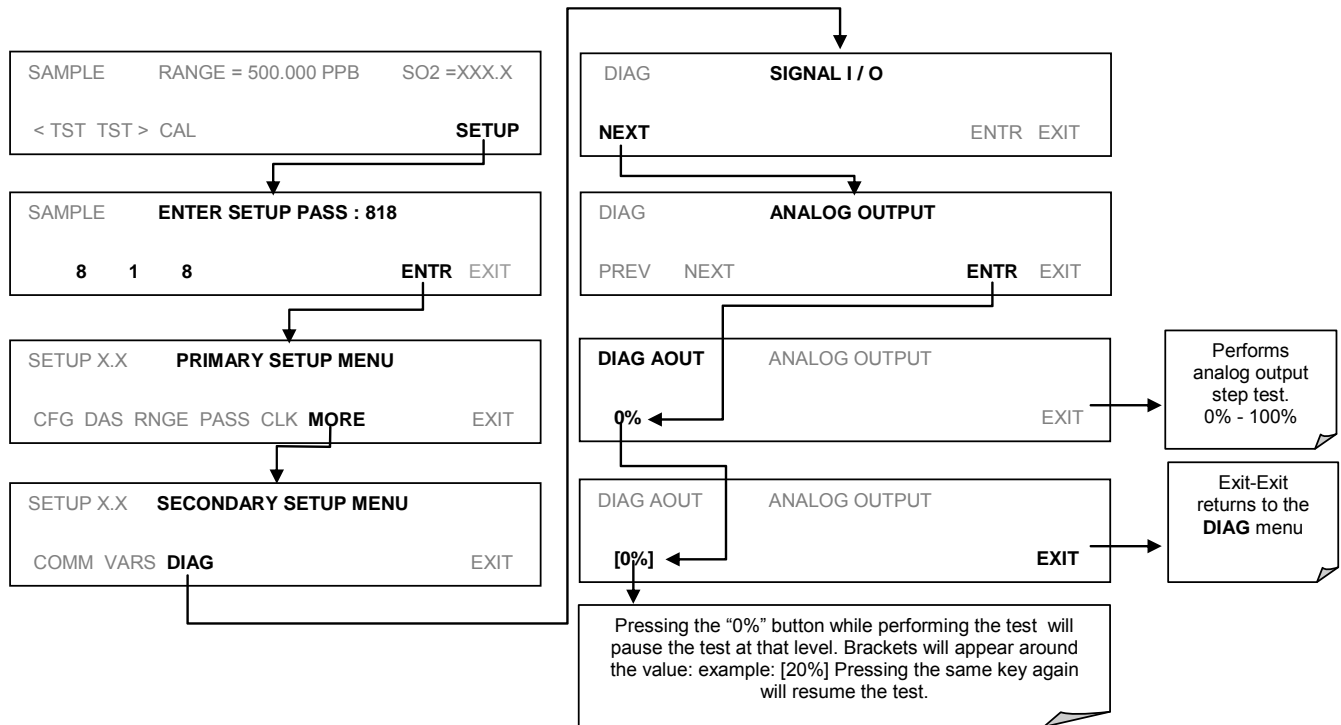 SAMPLE RANGE = 500.000 PPB SO2 =XXX.X
< TST TST > CAL SETUP
SAMPLE ENTER SETUP PASS : 818
8 1 8 ENTR EXIT
SETUP X.X PRIMARY SETUP MENU
CFG DAS RNGE PASS CLK MORE EXIT
SETUP X.X SECONDARY SETUP MENU
COMM VARS DIAG EXIT
DIAG SIGNAL I / O
NEXT ENTR EXIT
DIAG ANALOG OUTPUT
PREV NEXT ENTR EXIT
DIAG AOUT ANALOG OUTPUT
0% EXIT
Performs
analog output
step test.
0% - 100%
DIAG AOUT ANALOG OUTPUT
[0%] EXIT
Exit-Exit
returns to the
DIAG menu
Pressing the “0%” button while performing the test will
pause the test at that level. Brackets will appear around
the value: example: [20%] Pressing the same key again
will resume the test.